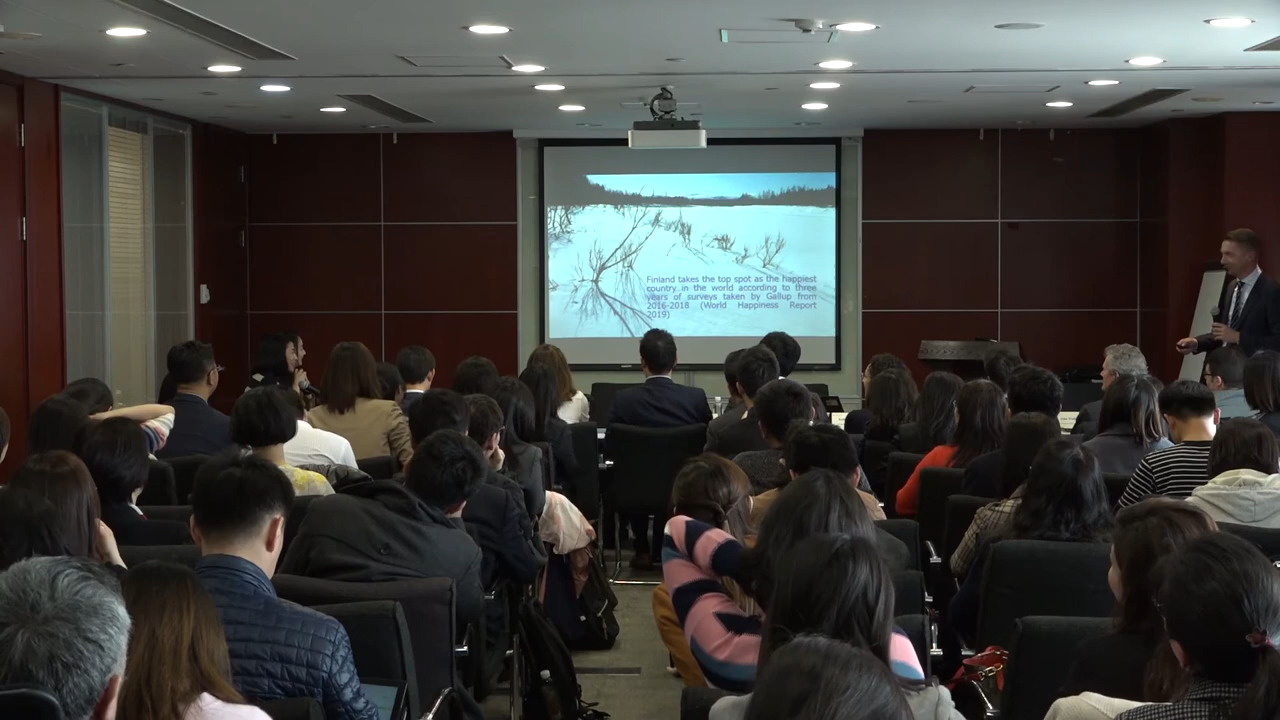 Finland takes the top spot as the happiest
country in the world according to three
years of surveys taken by Gallup from
2016-2018 (World Happiness Report
2019)